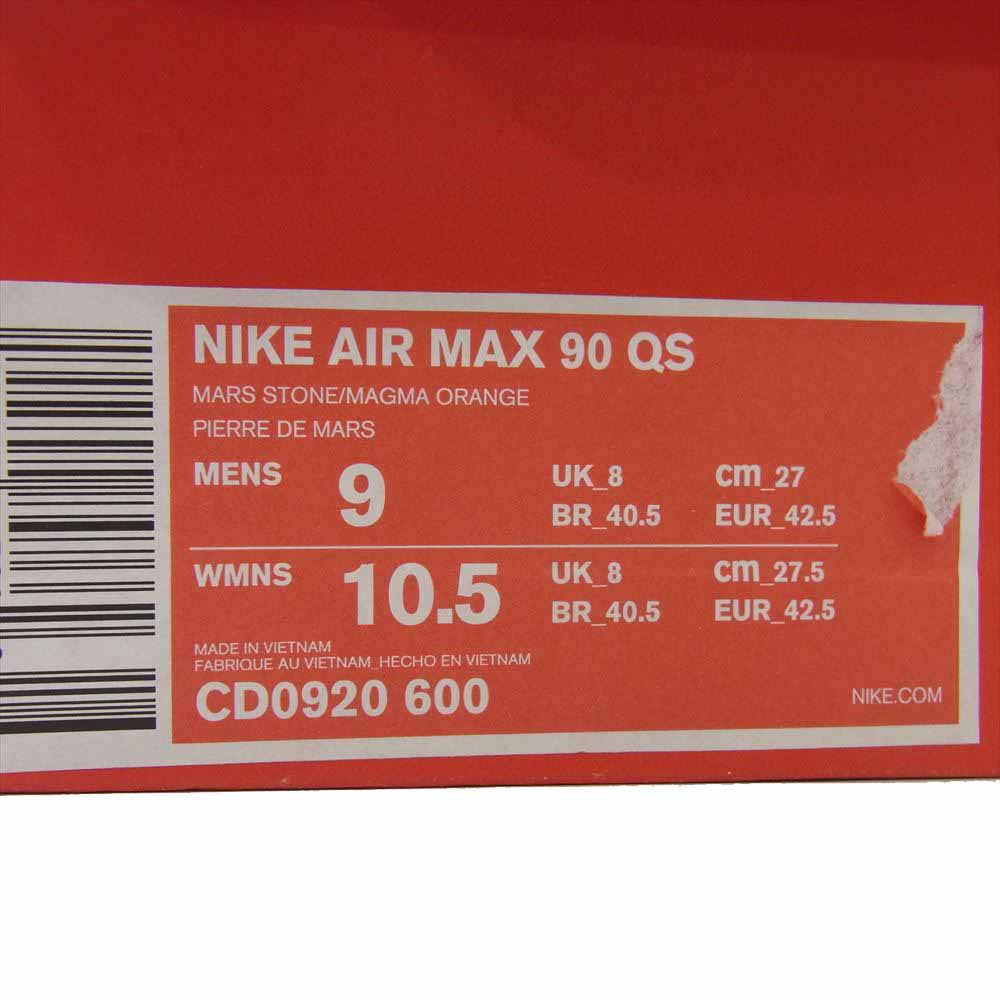 NIKE AIR MAX 90 QS
MARS STONE/MAGMA ORANGE
PIERRE DE MARS
MENS 9 UK_8 cm_27
BR_40.5 EUR_42.5
WMNS 10.5 UK_8 cm_27.5
BR_40.5 EUR_42.5
MADE IN VIETNAM
FABRIQUE AU VIETNAM_HECHO EN VIETNAM
CD0920 600 NIKE.COM